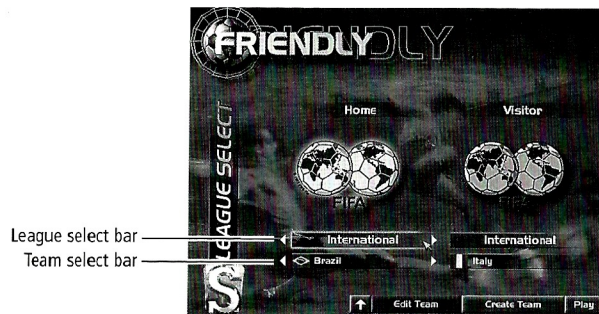 FRIENDLY
Home Visitor
FIFA FIFA
LEAGUE SELECT
League select bar
International International
Team select bar
Brazil Italy
S
Edit Team Create Team Play